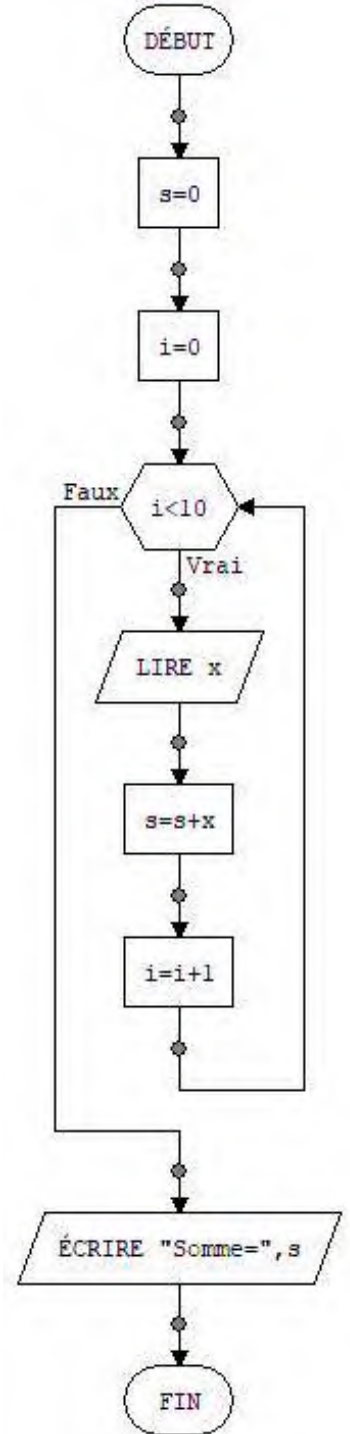 DÉBUT
s=0
i=0
Faux
i<10
Vrai
LIRE x
s=s+x
i=i+1
ÉCRIRE "Somme=",s
FIN